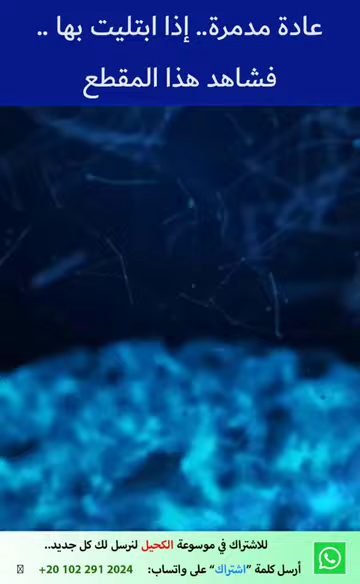 عادة مدمرة.. إذا ابتليت بها ..
فشاهد هذا المقطع
للاشتراك في موسوعة الكحيل لنرسل لك كل جديد..
أرسل كلمة "اشتراك" على واتساب: +20 102 291 2024